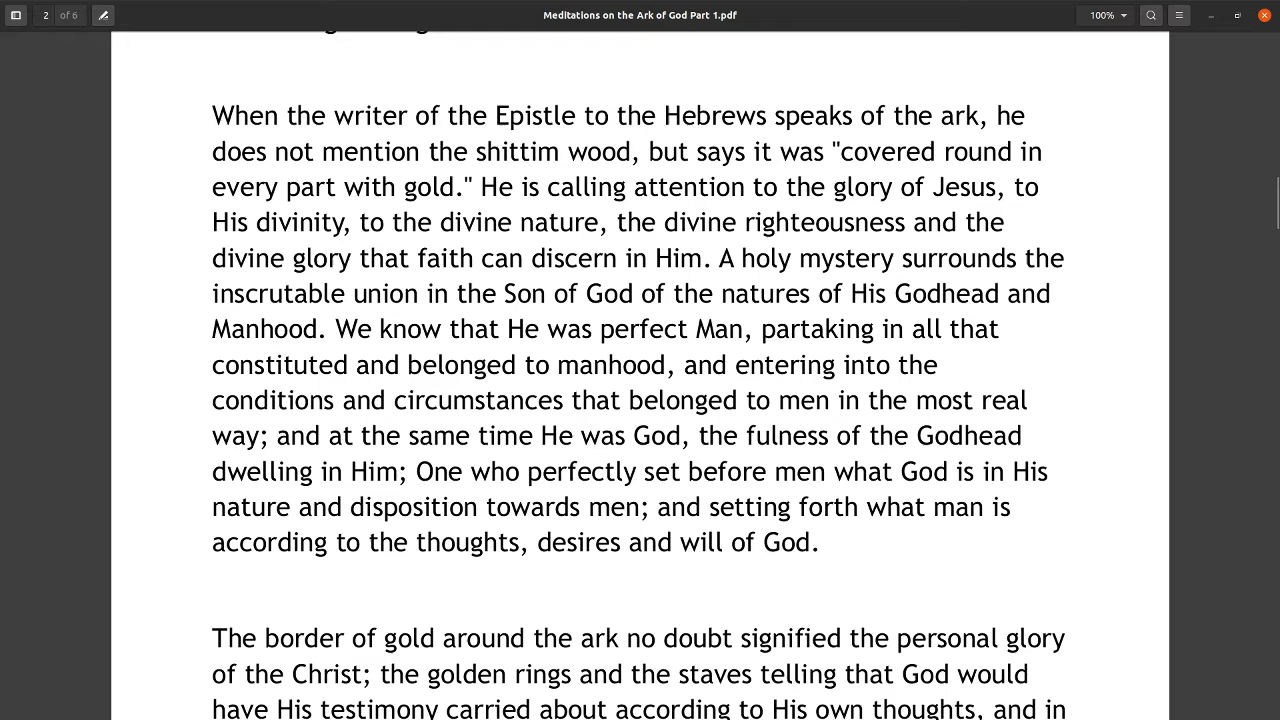 2 of 6
Meditations on the Ark of God Part 1.pdf
100%
When the writer of the Epistle to the Hebrews speaks of the ark, he
does not mention the shittim wood, but says it was "covered round in
every part with gold." He is calling attention to the glory of Jesus, to
His divinity, to the divine nature, the divine righteousness and the
divine glory that faith can discern in Him. A holy mystery surrounds the
inscrutable union in the Son of God of the natures of His Godhead and
Manhood. We know that He was perfect Man, partaking in all that
constituted and belonged to manhood, and entering into the
conditions and circumstances that belonged to men in the most real
way; and at the same time He was God, the fulness of the Godhead
dwelling in Him; One who perfectly set before men what God is in His
nature and disposition towards men; and setting forth what man is
according to the thoughts, desires and will of God.
The border of gold around the ark no doubt signified the personal glory
of the Christ; the golden rings and the staves telling that God would
have His testimony carried about according to His own thoughts, and in